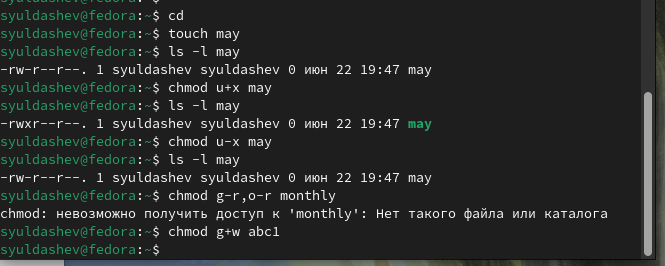 syuldashev@fedora:~$ cd
syuldashev@fedora:~$ touch may
syuldashev@fedora:~$ ls -l may
-rw-r--r--. 1 syuldashev syuldashev 0 июн 22 19:47 may
syuldashev@fedora:~$ chmod u+x may
syuldashev@fedora:~$ ls -l may
-rwxr--r--. 1 syuldashev syuldashev 0 июн 22 19:47 may
syuldashev@fedora:~$ chmod u-x may
syuldashev@fedora:~$ ls -l may
-rw-r--r--. 1 syuldashev syuldashev 0 июн 22 19:47 may
syuldashev@fedora:~$ chmod g-r,o-r monthly
chmod: невозможно получить доступ к 'monthly': Нет такого файла или каталога
syuldashev@fedora:~$ chmod g+w abc1
syuldashev@fedora:~$